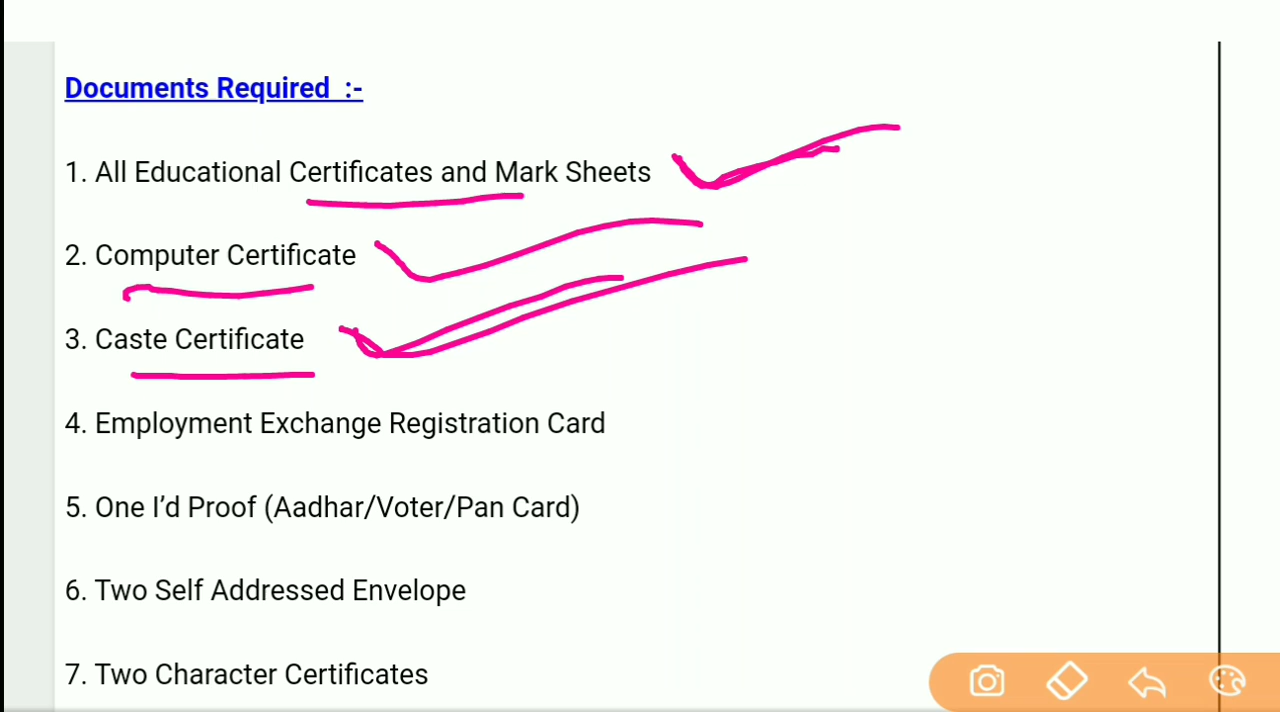 Documents Required :-
1. All Educational Certificates and Mark Sheets
2. Computer Certificate
3. Caste Certificate
4. Employment Exchange Registration Card
5. One I’d Proof (Aadhar/Voter/Pan Card)
6. Two Self Addressed Envelope
7. Two Character Certificates